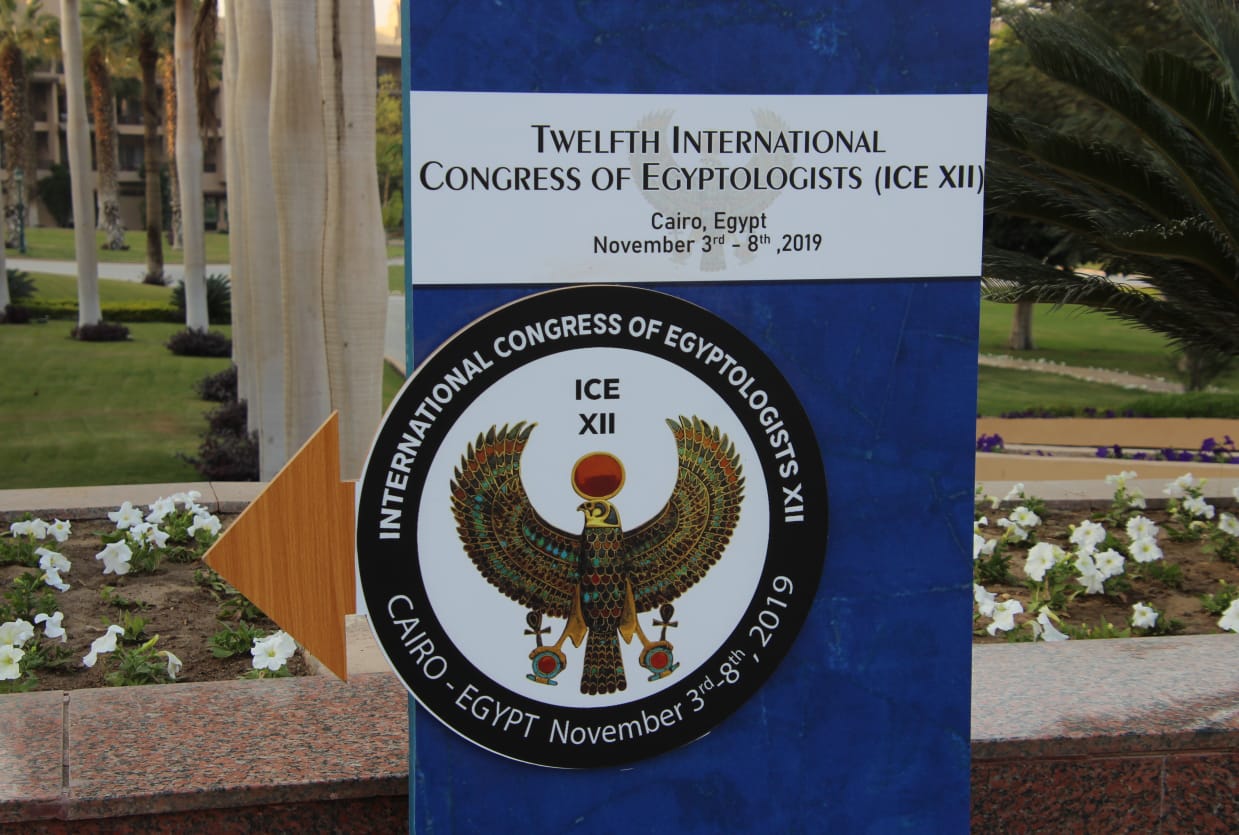 TWELFTH INTERNATIONAL
CONGRESS OF EGYPTOLOGISTS (ICE XII)
Cairo, Egypt
November 3rd - 8th ,2019
INTERNATIONAL CONGRESS OF EGYPTOLOGISTS XII
ICE
XII
CAIRO - EGYPT November 3rd-8th , 2019